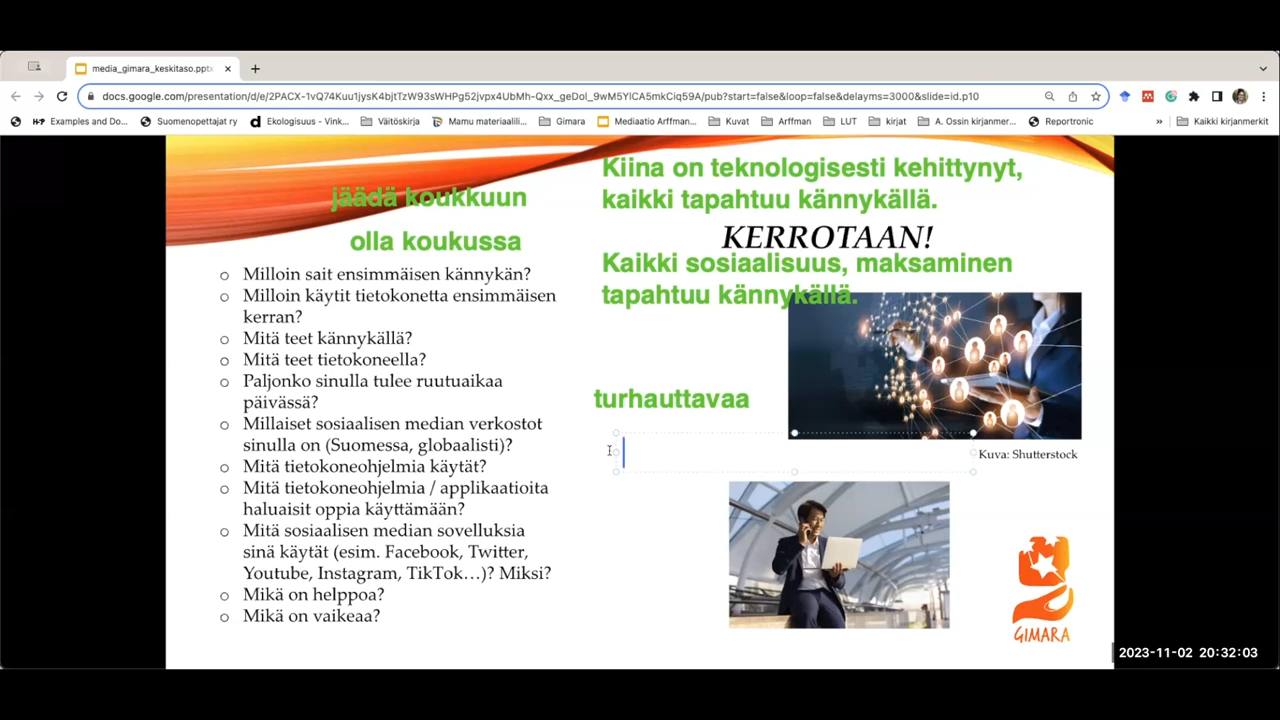 media_gimara_keskitaso.pptx
docs.google.com/presentation/d/e/2PACX-1vQ74Kuu1jysK4bjtTzW93sWHPg52jvpx4UbMh-Qxx_geDol_9wM5YlCA5mkCiq59A/pub?start=false&loop=false&delayms=3000&slide=id.p10
Examples and Do... Suomenopettajat ry Ekologisuus - Vink... Väitöskirja Mamu materiaalil... Gimara Mediaatio Arffman... Kuvat Arffman LUT kirjat A. Ossin kirjanmer... Reportronic » Kaikki kirjanmerkit
Kiina on teknologisesti kehittynyt,
kaikki tapahtuu kännykällä.
jäädä koukkuun
olla koukussa
KERROTAAN!
Kaikki sosiaalisuus, maksaminen
tapahtuu kännykällä.
Milloin sait ensimmäisen kännykän?
Milloin käytit tietokonetta ensimmäisen
kerran?
Mitä teet kännykällä?
Mitä teet tietokoneella?
Paljonko sinulla tulee ruutuaikaa
päivässä?
Millaiset sosiaalisen median verkostot
sinulla on (Suomessa, globaalisti)?
Mitä tietokoneohjelmia käytät?
Mitä tietokoneohjelmia / applikaatioita
haluaisit oppia käyttämään?
Mitä sosiaalisen median sovelluksia
sinä käytät (esim. Facebook, Twitter,
Youtube, Instagram, TikTok…)? Miksi?
Mikä on helppoa?
Mikä on vaikeaa?
turhauttavaa
Kuva: Shutterstock
GIMARA
2023-11-02 20:32:03